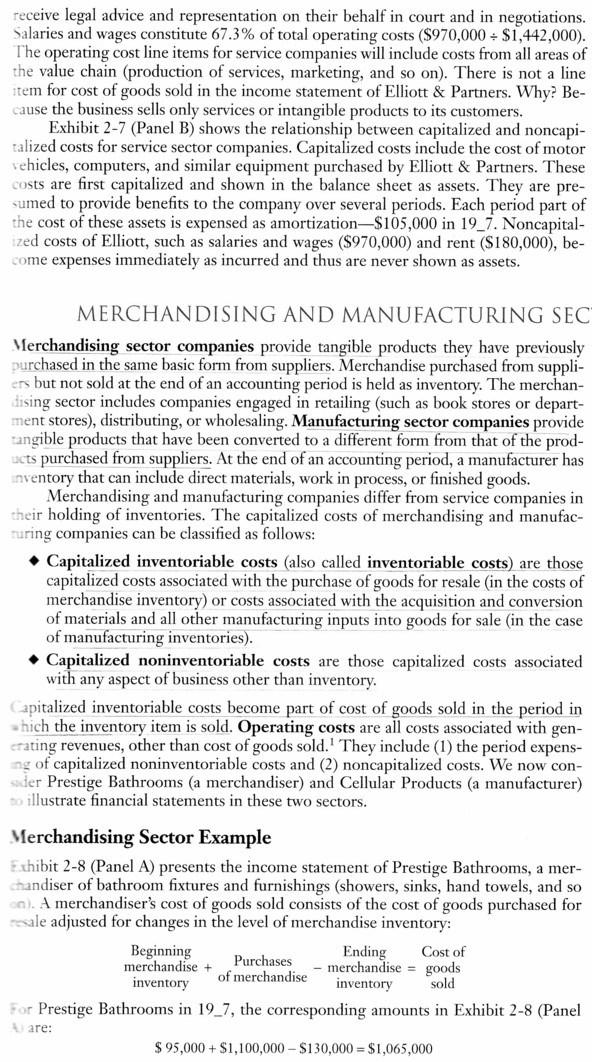 receive legal advice and representation on their behalf in court and in negotiations.
Salaries and wages constitute 67.3% of total operating costs ($970,000 ÷ $1,442,000).
The operating cost line items for service companies will include costs from all areas of
the value chain (production of services, marketing, and so on). There is not a line
item for cost of goods sold in the income statement of Elliott & Partners. Why? Be-
cause the business sells only services or intangible products to its customers.
Exhibit 2-7 (Panel B) shows the relationship between capitalized and noncapi-
talized costs for service sector companies. Capitalized costs include the cost of motor
vehicles, computers, and similar equipment purchased by Elliott & Partners. These
costs are first capitalized and shown in the balance sheet as assets. They are pre-
sumed to provide benefits to the company over several periods. Each period part of
the cost of these assets is expensed as amortization—$105,000 in 19_7. Noncapital-
ized costs of Elliott, such as salaries and wages ($970,000) and rent ($180,000), be-
come expenses immediately as incurred and thus are never shown as assets.
MERCHANDISING AND MANUFACTURING SEC
Merchandising sector companies provide tangible products they have previously
purchased in the same basic form from suppliers. Merchandise purchased from suppli-
ers but not sold at the end of an accounting period is held as inventory. The merchan-
dising sector includes companies engaged in retailing (such as book stores or depart-
ment stores), distributing, or wholesaling. Manufacturing sector companies provide
tangible products that have been converted to a different form from that of the prod-
ucts purchased from suppliers. At the end of an accounting period, a manufacturer has
inventory that can include direct materials, work in process, or finished goods.
Merchandising and manufacturing companies differ from service companies in
their holding of inventories. The capitalized costs of merchandising and manufac-
turing companies can be classified as follows:
◆ Capitalized inventoriable costs (also called inventoriable costs) are those
capitalized costs associated with the purchase of goods for resale (in the costs of
merchandise inventory) or costs associated with the acquisition and conversion
of materials and all other manufacturing inputs into goods for sale (in the case
of manufacturing inventories).
◆ Capitalized noninventoriable costs are those capitalized costs associated
with any aspect of business other than inventory.
Capitalized inventoriable costs become part of cost of goods sold in the period in
which the inventory item is sold. Operating costs are all costs associated with gen-
erating revenues, other than cost of goods sold.¹ They include (1) the period expens-
ing of capitalized noninventoriable costs and (2) noncapitalized costs. We now con-
sider Prestige Bathrooms (a merchandiser) and Cellular Products (a manufacturer)
to illustrate financial statements in these two sectors.
Merchandising Sector Example
Exhibit 2-8 (Panel A) presents the income statement of Prestige Bathrooms, a mer-
chandiser of bathroom fixtures and furnishings (showers, sinks, hand towels, and so
on). A merchandiser's cost of goods sold consists of the cost of goods purchased for
resale adjusted for changes in the level of merchandise inventory:
Beginning merchandise inventory + Purchases of merchandise − Ending merchandise inventory = Cost of goods sold
For Prestige Bathrooms in 19_7, the corresponding amounts in Exhibit 2-8 (Panel
A) are:
$ 95,000 + $1,100,000 − $130,000 = $1,065,000